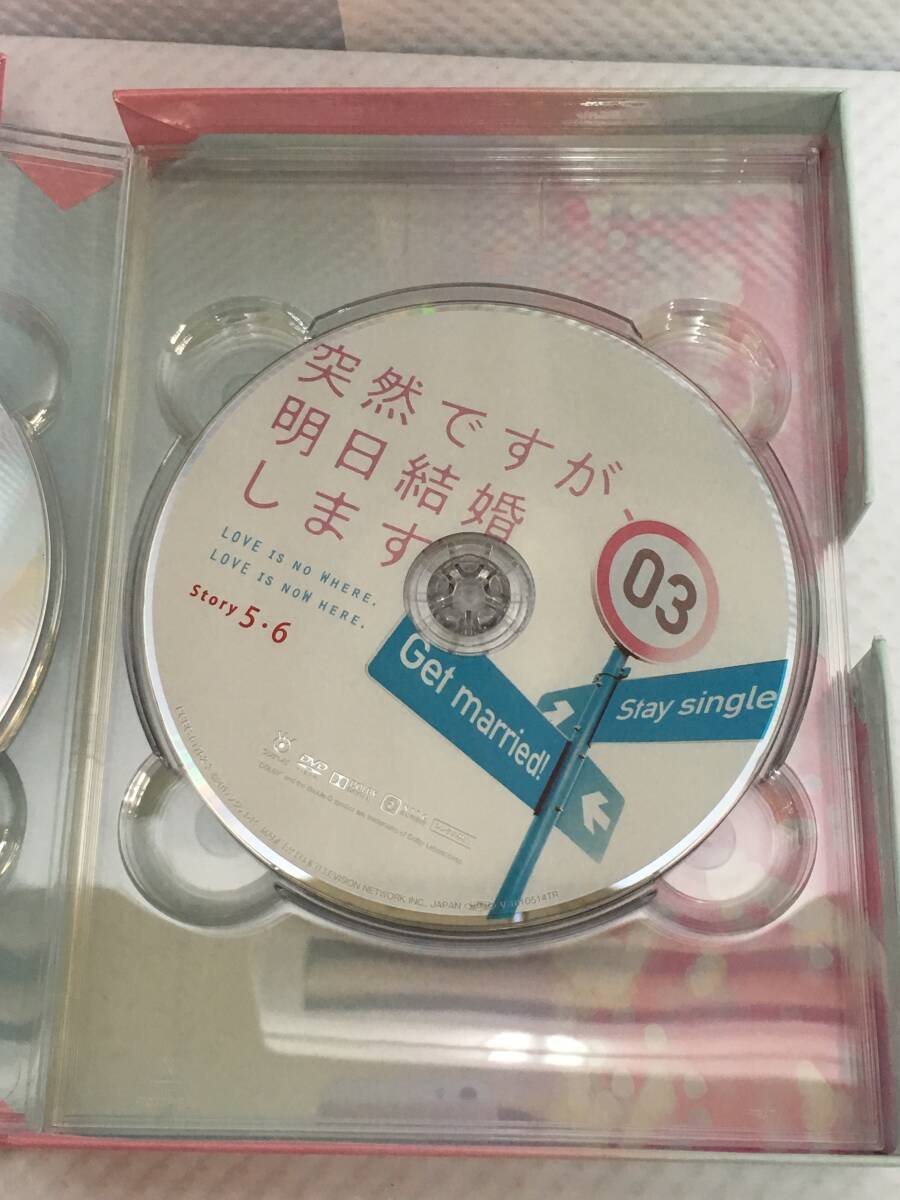 突然ですが、
明日結婚
します
LOVE IS NO WHERE.
LOVE IS NOW HERE.
Story 5・6
03
Get married!
Stay single
DVD
2
TELEVISION NETWORK INC., JAPAN